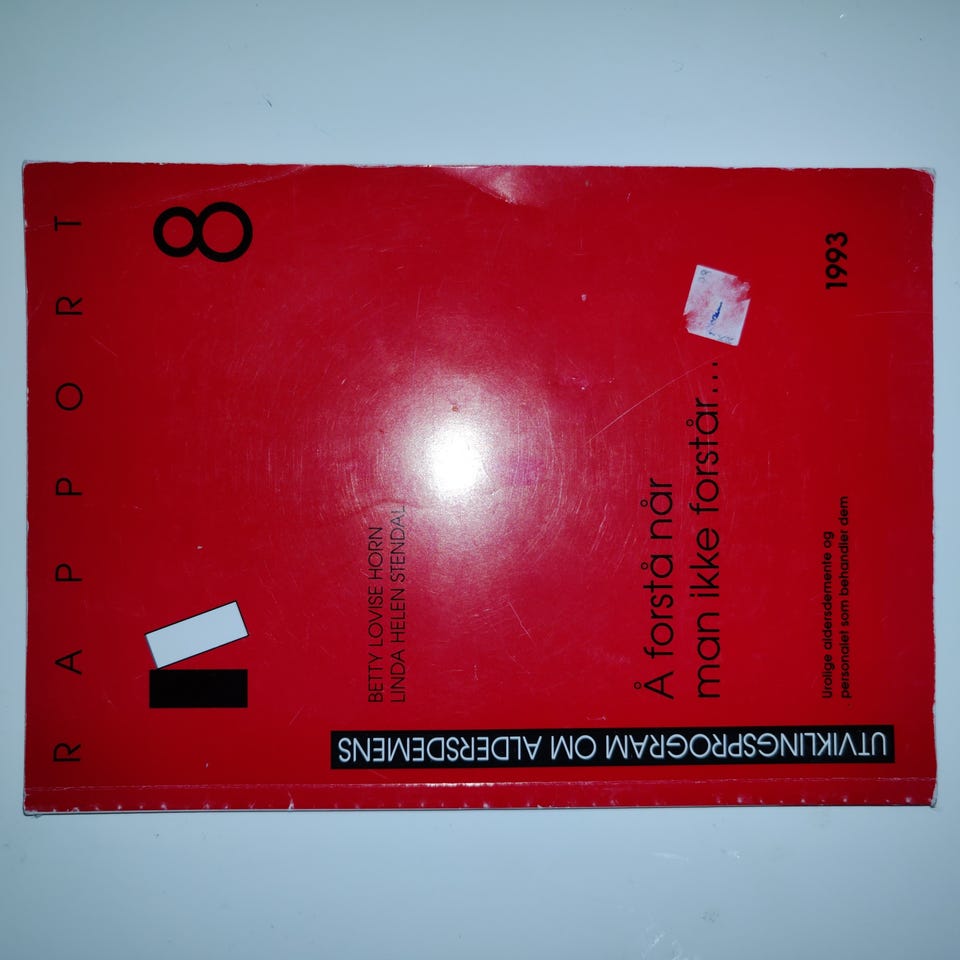 RAPPORT
8
BETTY LOVISE HORN
LINDA HELEN STENDAL
Å forstå når
man ikke forstår...
Urolige aldersdemente og
personalet som behandler dem
1993
UTVIKLINGSPROGRAM OM ALDERSDEMENS